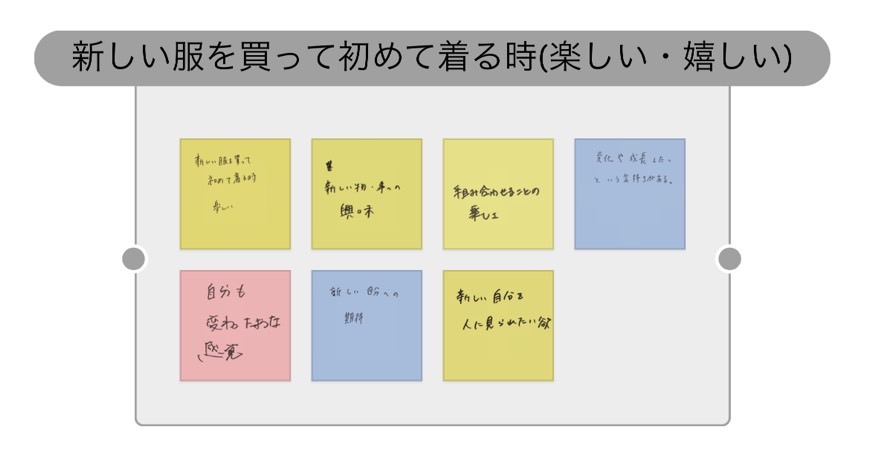 新しい服を買って初めて着る時(楽しい・嬉しい)
新しい服を買って
初めて着る時
楽しい
新しい物・事への
興味
組み合わせることの
楽しさ
変化や成長したい
という気持ちがある。
自分も
変わるような
感覚
新しい自分への
期待
新しい自分を
人に見られたい欲